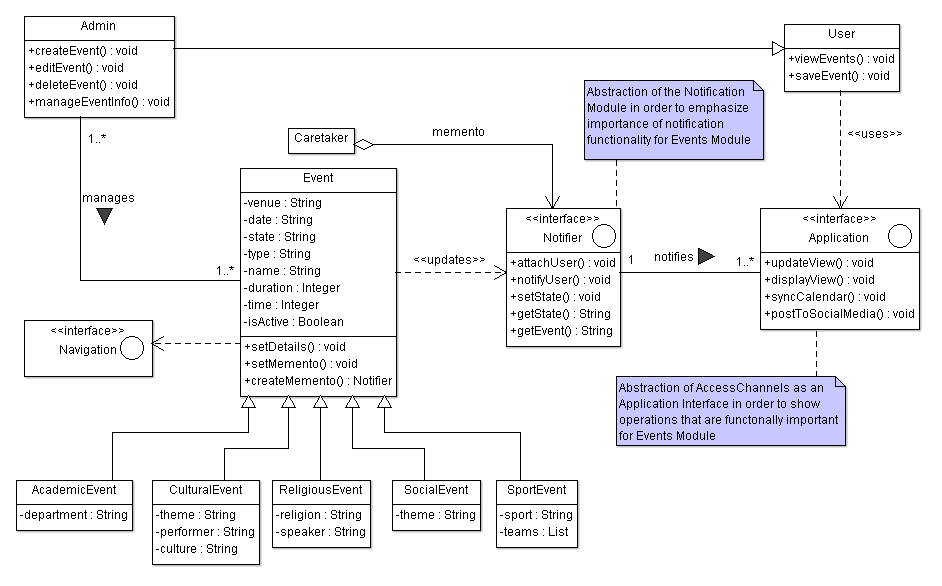 Admin
+createEvent() : void
+editEvent() : void
+deleteEvent() : void
+manageEventInfo() : void
User
+viewEvents() : void
+saveEvent() : void
Abstraction of the Notification
Module in order to emphasize
importance of notification
functionality for Events Module
<<uses>>
1..*
manages
1..*
Caretaker
memento
Event
-venue : String
-date : String
-state : String
-type : String
-name : String
-duration : Integer
-time : Integer
-isActive : Boolean
+setDetails() : void
+setMemento() : void
+createMemento() : Notifier
<<updates>>
<<interface>>
Notifier
+attachUser() : void
+notifyUser() : void
+setState() : void
+getState() : String
+getEvent() : String
1
notifies
1..*
<<interface>>
Application
+updateView() : void
+displayView() : void
+syncCalendar() : void
+postToSocialMedia() : void
<<interface>>
Navigation
Abstraction of AccessChannels as an
Application Interface in order to show
operations that are functonally important
for Events Module
AcademicEvent
-department : String
CulturalEvent
-theme : String
-performer : String
-culture : String
ReligiousEvent
-religion : String
-speaker : String
SocialEvent
-theme : String
SportEvent
-sport : String
-teams : List